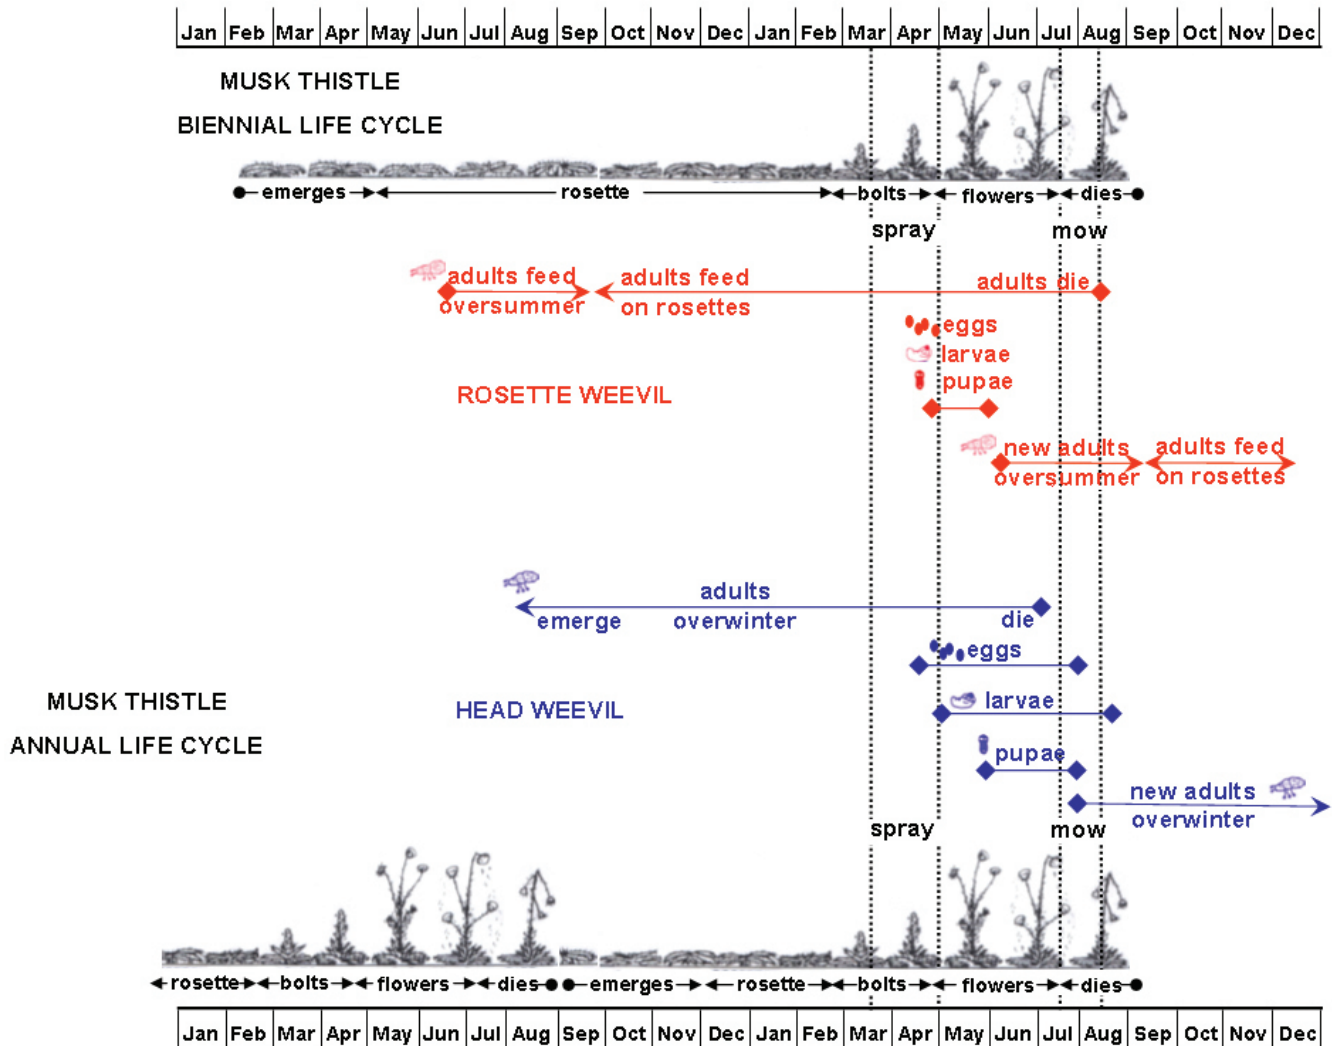 Jan Feb Mar Apr May Jun Jul Aug Sep Oct Nov Dec Jan Feb Mar Apr May Jun Jul Aug Sep Oct Nov Dec
MUSK THISTLE
BIENNIAL LIFE CYCLE
emerges rosette bolts flowers dies
spray mow
adults feed adults feed adults die
oversummer on rosettes
eggs
larvae
pupae
ROSETTE WEEVIL
new adults adults feed
oversummer on rosettes
adults
emerge overwinter die
eggs
MUSK THISTLE
ANNUAL LIFE CYCLE
HEAD WEEVIL
larvae
pupae
new adults
overwinter
spray mow
rosette bolts flowers dies emerges rosette bolts flowers dies
Jan Feb Mar Apr May Jun Jul Aug Sep Oct Nov Dec Jan Feb Mar Apr May Jun Jul Aug Sep Oct Nov Dec